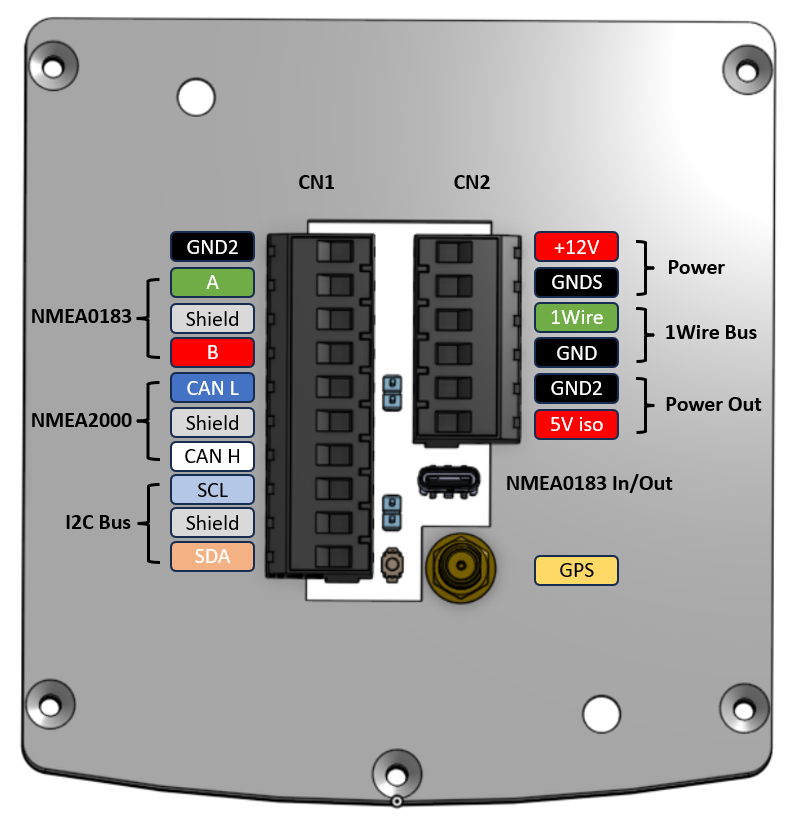 CN1
CN2
GND2
A
Shield
B
NMEA0183
CAN L
Shield
CAN H
NMEA2000
SCL
Shield
SDA
I2C Bus
+12V
GNDS
Power
1Wire
GND
1Wire Bus
GND2
5V iso
Power Out
NMEA0183 In/Out
GPS